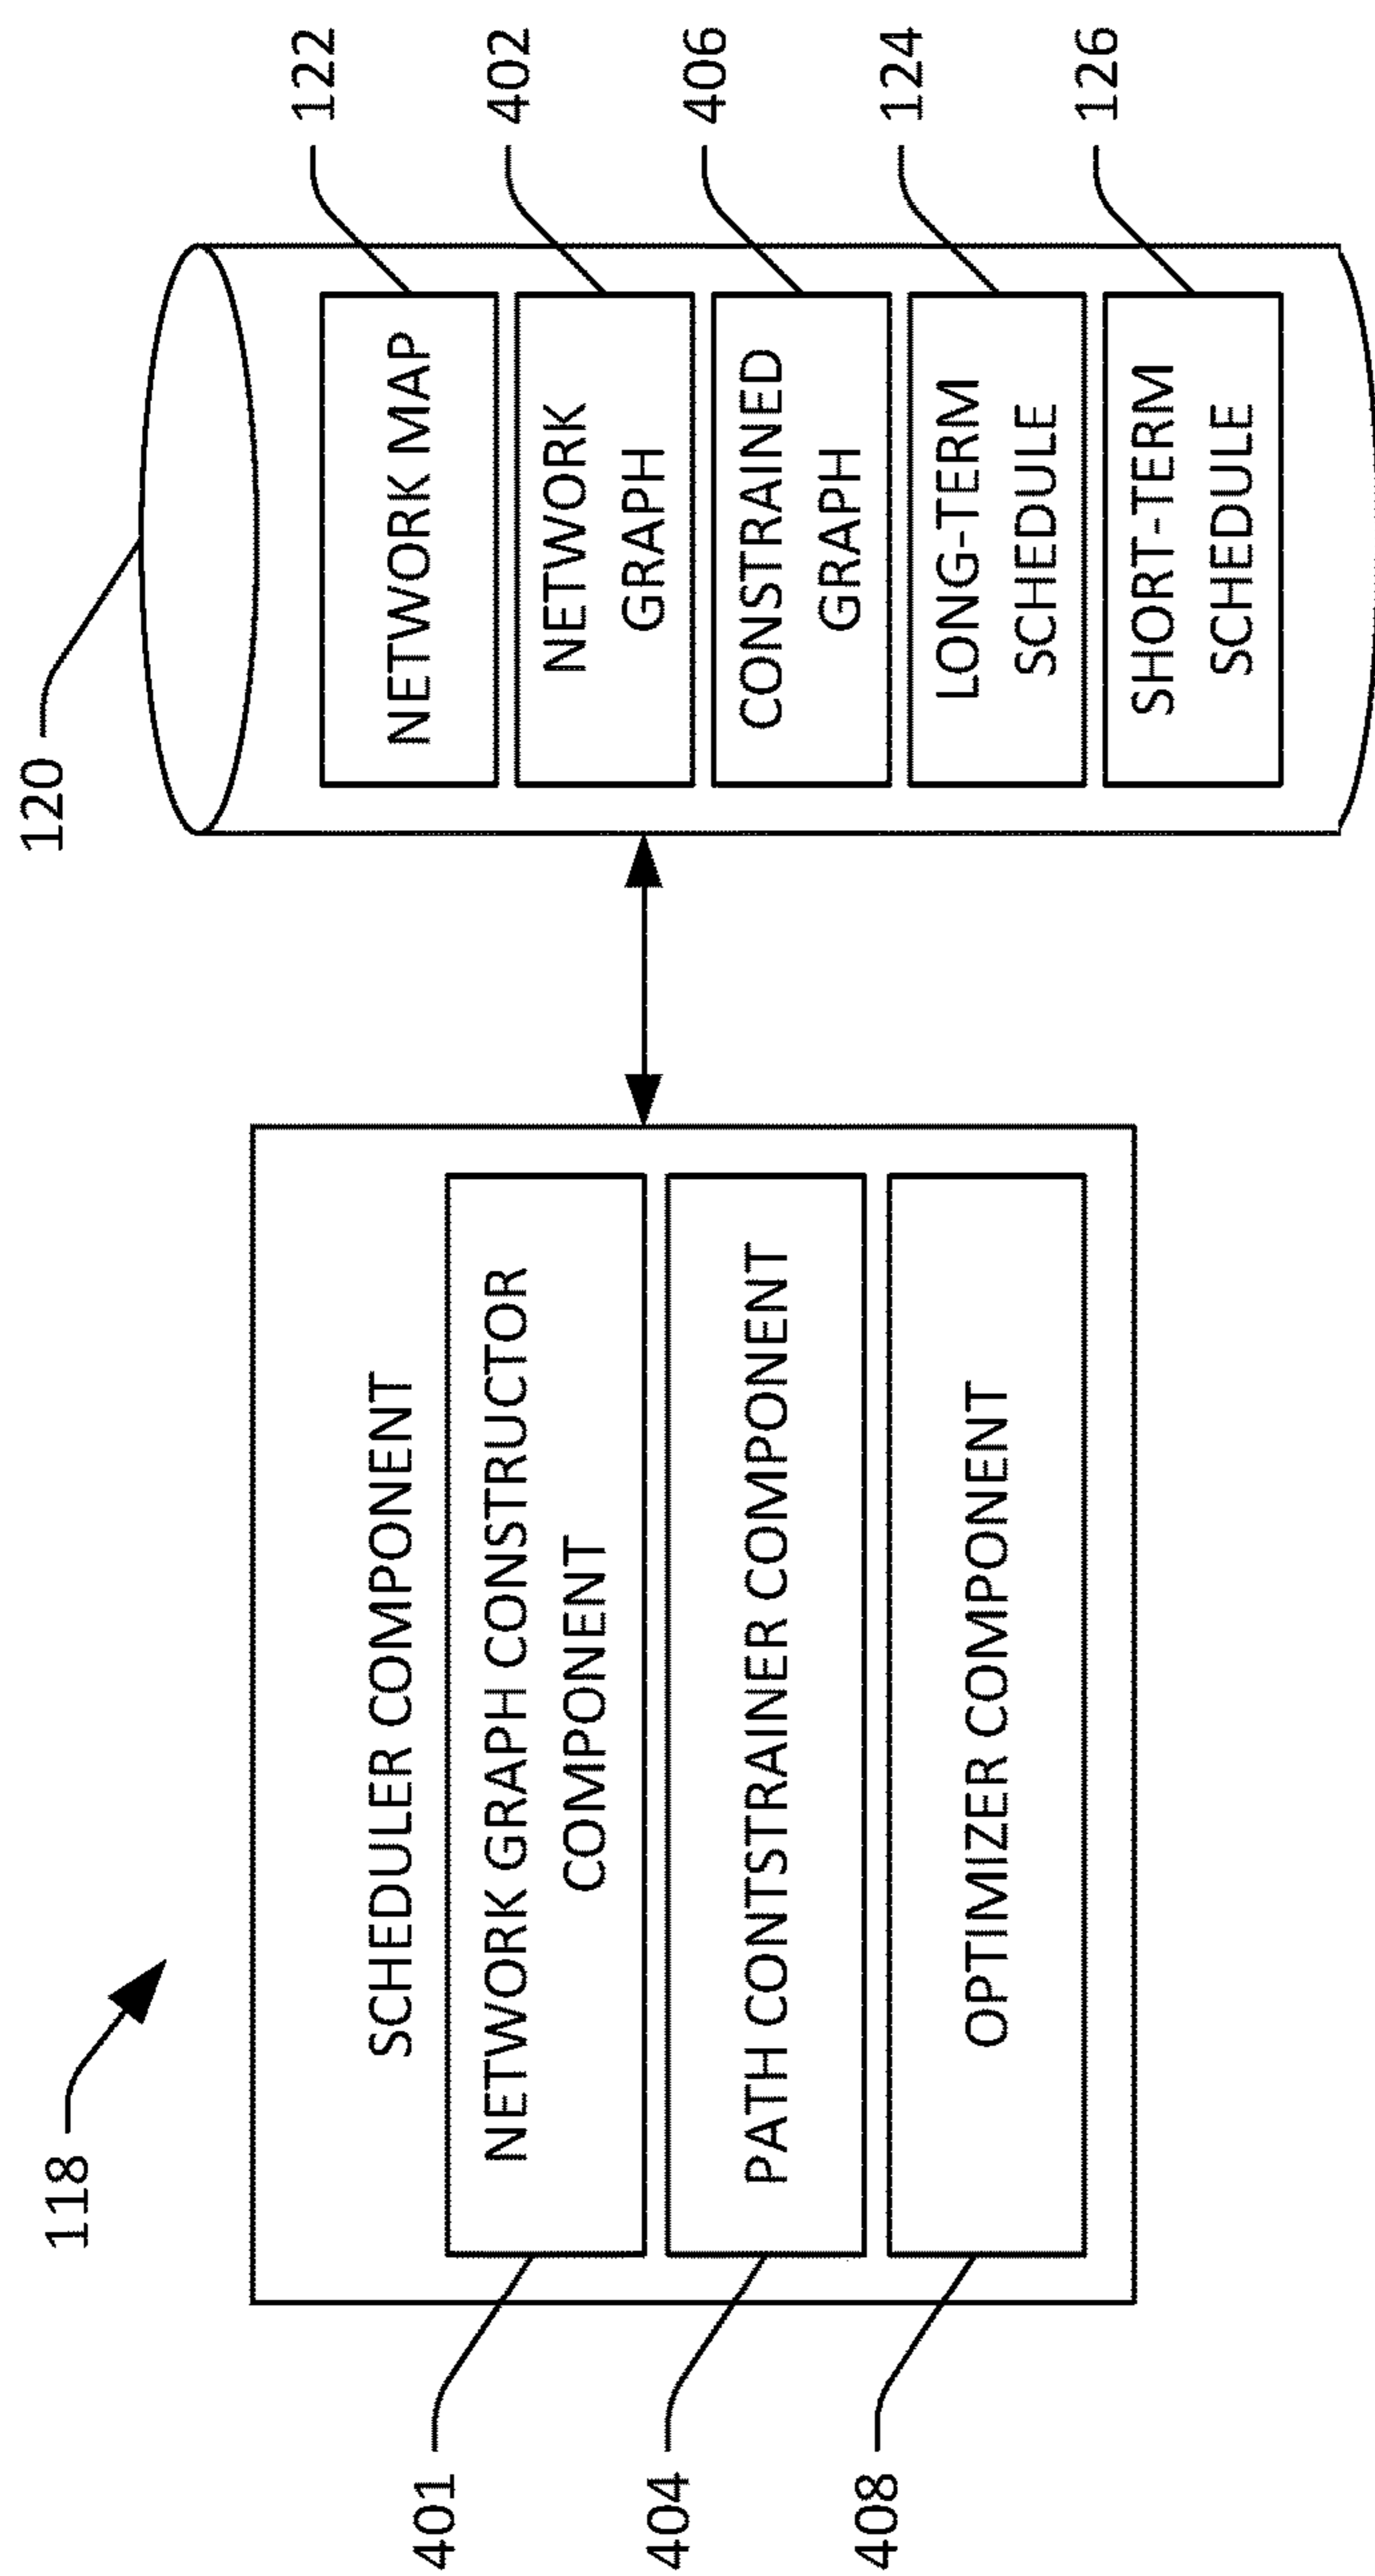 118
SCHEDULER COMPONENT
401
NETWORK GRAPH CONSTRUCTOR
COMPONENT
404
PATH CONTSTRAINER COMPONENT
408
OPTIMIZER COMPONENT
120
NETWORK MAP
122
NETWORK
GRAPH
402
CONSTRAINED
GRAPH
406
LONG-TERM
SCHEDULE
124
SHORT-TERM
SCHEDULE
126